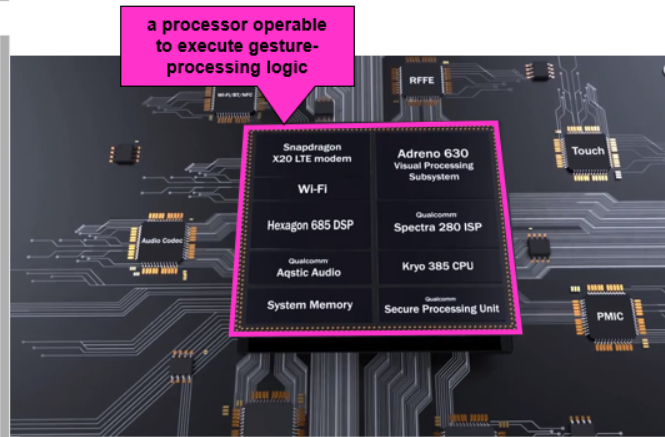 a processor operable
to execute gesture-
processing logic
Wi-Fi/BT/NFC
RFFE
Touch
Snapdragon
X20 LTE modem
Wi-Fi
Hexagon 685 DSP
Qualcomm
Aqstic Audio
System Memory
Adreno 630
Visual Processing
Subsystem
Qualcomm
Spectra 280 ISP
Kryo 385 CPU
Qualcomm
Secure Processing Unit
Audio Codec
PMIC